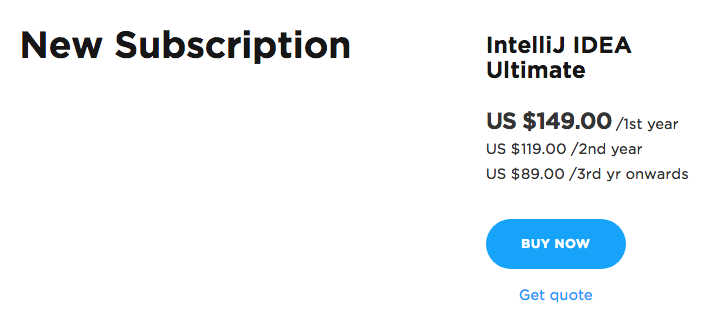 New Subscription
IntelliJ IDEA
Ultimate
US $149.00 /1st year
US $119.00 /2nd year
US $89.00 /3rd yr onwards
BUY NOW
Get quote